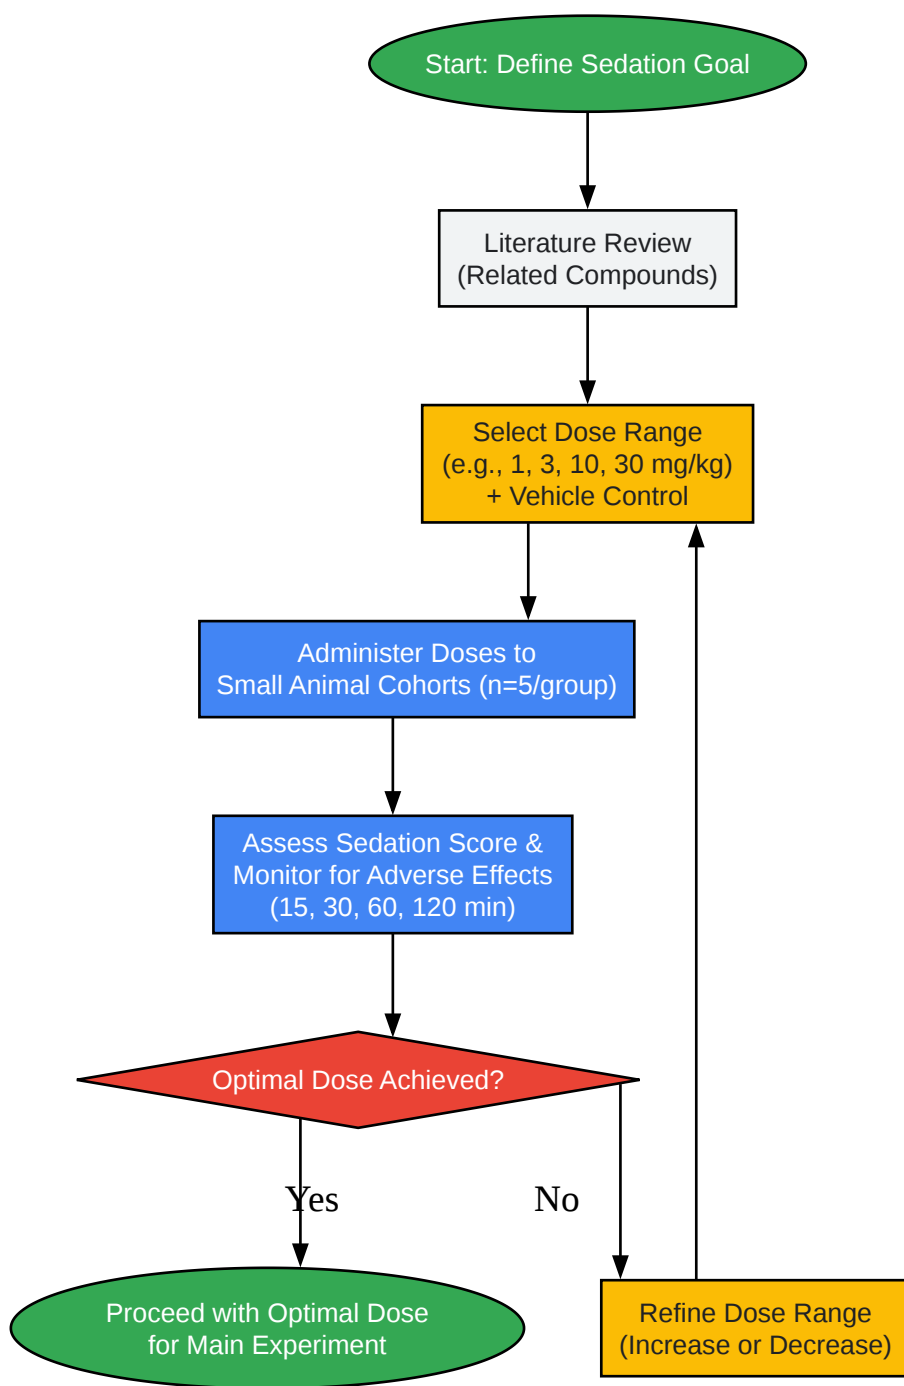 Start: Define Sedation Goal
Literature Review
(Related Compounds)
Select Dose Range
(e.g., 1, 3, 10, 30 mg/kg)
+ Vehicle Control
Administer Doses to
Small Animal Cohorts (n=5/group)
Assess Sedation Score &
Monitor for Adverse Effects
(15, 30, 60, 120 min)
Optimal Dose Achieved?
Yes
No
Proceed with Optimal Dose
for Main Experiment
Refine Dose Range
(Increase or Decrease)